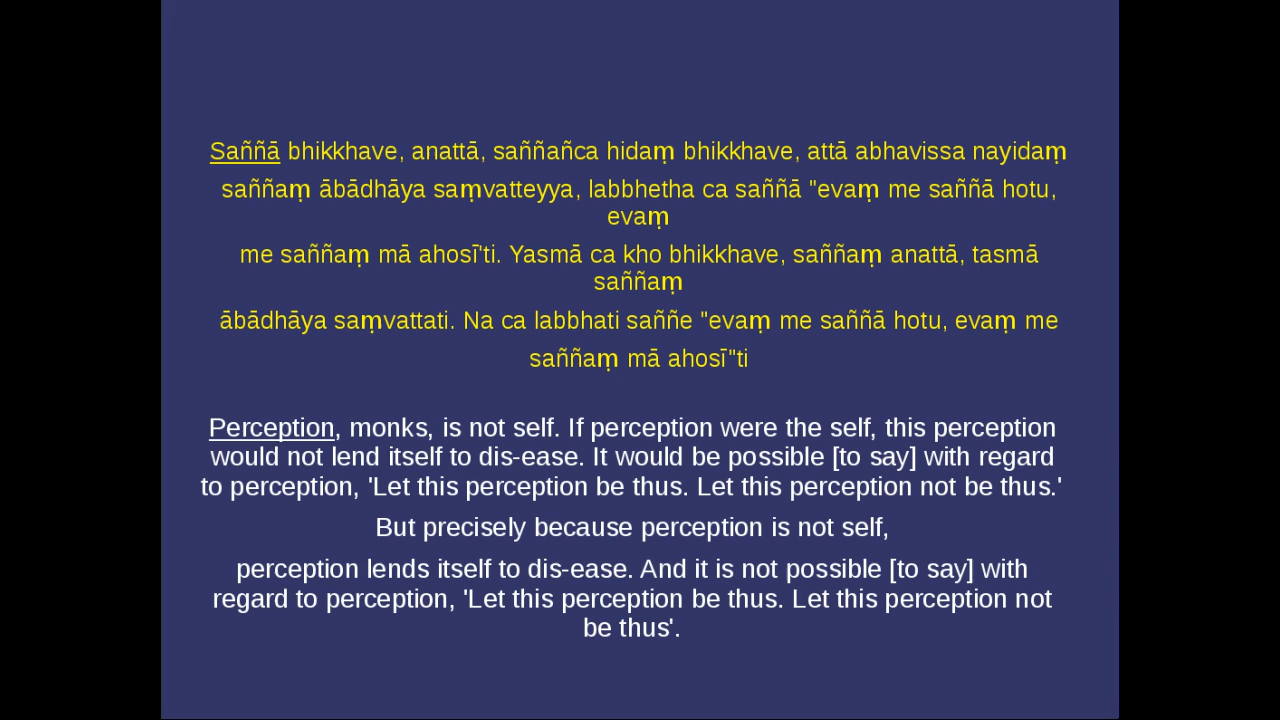 Saññā bhikkhave, anattā, saññañca hidaṃ bhikkhave, attā abhavissa nayidaṃ
saññaṃ ābādhāya saṃvatteyya, labbhetha ca saññā "evaṃ me saññā hotu,
evaṃ
me saññaṃ mā ahosī'ti. Yasmā ca kho bhikkhave, saññaṃ anattā, tasmā
saññaṃ
ābādhāya saṃvattati. Na ca labbhati saññe "evaṃ me saññā hotu, evaṃ me
saññaṃ mā ahosī"ti
Perception, monks, is not self. If perception were the self, this perception
would not lend itself to dis-ease. It would be possible [to say] with regard
to perception, 'Let this perception be thus. Let this perception not be thus.'
But precisely because perception is not self,
perception lends itself to dis-ease. And it is not possible [to say] with
regard to perception, 'Let this perception be thus. Let this perception not
be thus'.